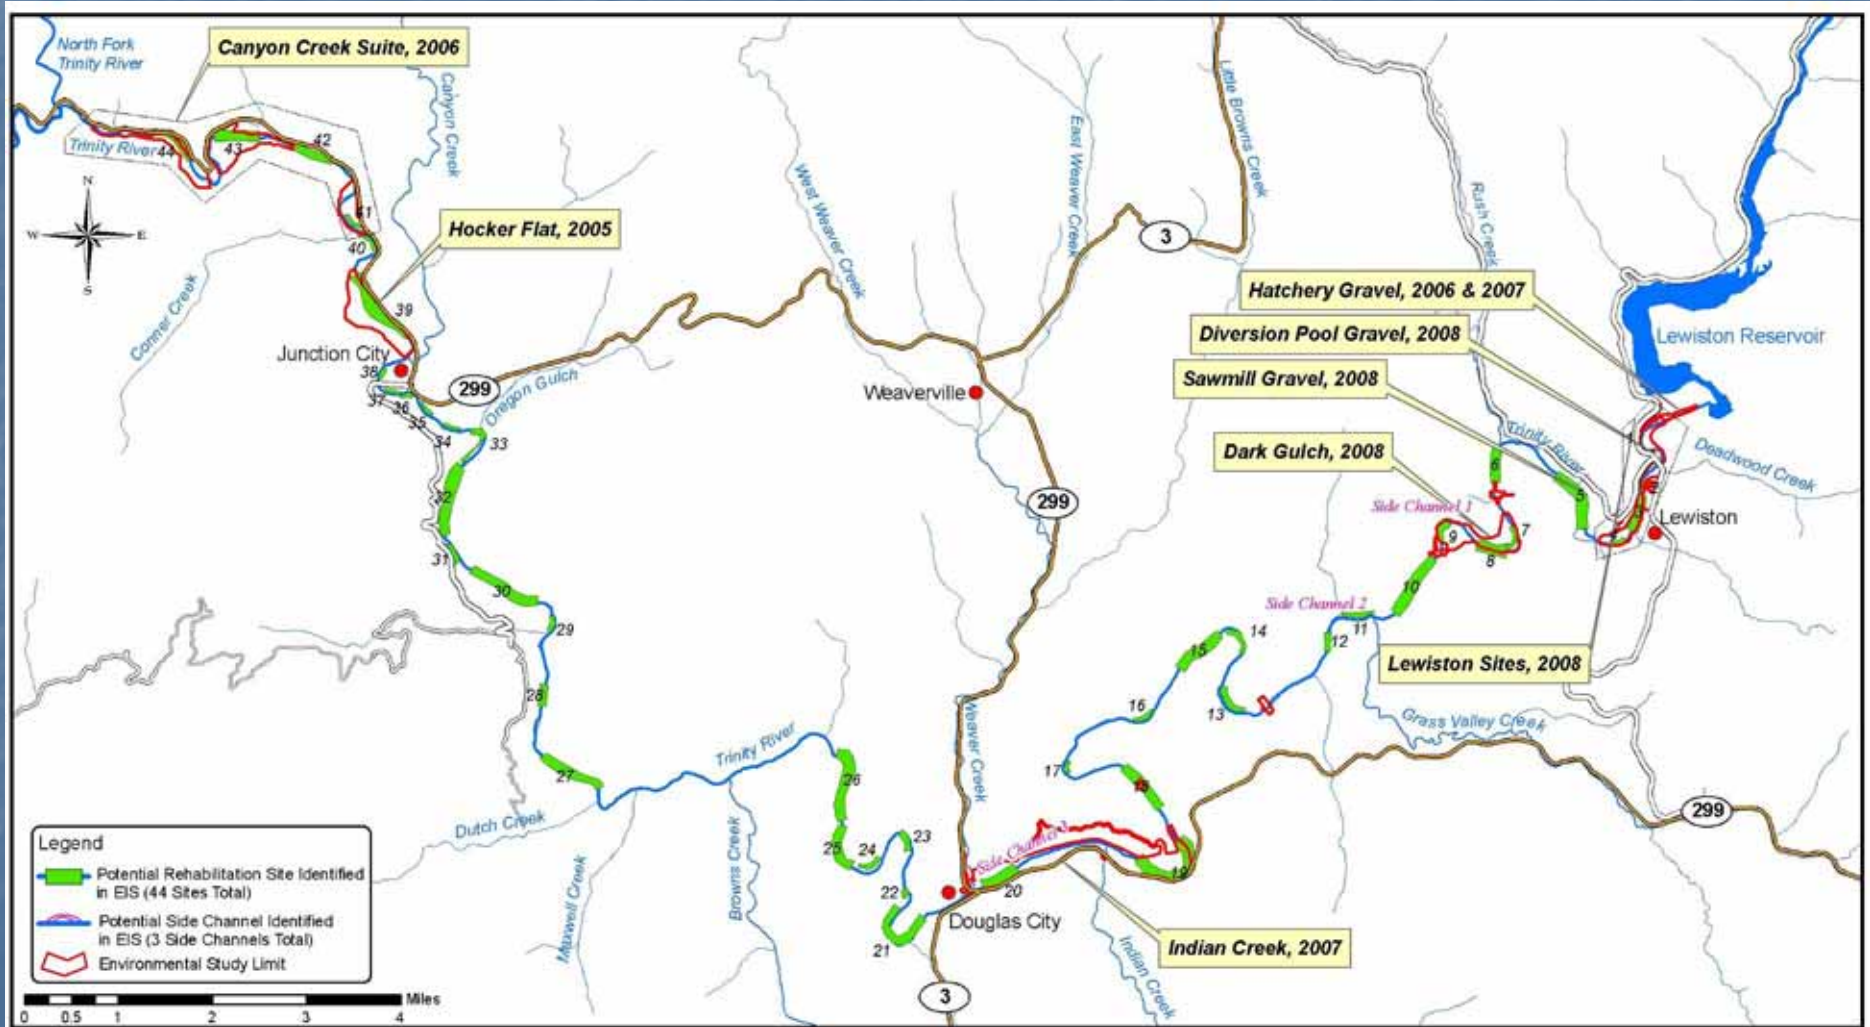 North Fork
Trinity River
Canyon Creek Suite, 2006
Canyon Creek
Trinity River
44
43
42
41
40
N
W
E
S
Hocker Flat, 2005
39
Conner Creek
Junction City
38
37
36
35
34
33
299
Oregon Gulch
32
31
30
29
28
27
West Weaver Creek
East Weaver Creek
Little Browns Creek
3
Weaverville
299
Rush Creek
Hatchery Gravel, 2006 & 2007
Diversion Pool Gravel, 2008
Sawmill Gravel, 2008
Dark Gulch, 2008
Lewiston Reservoir
Trinity River
Deadwood Creek
Lewiston
Side Channel 1
5
6
7
8
9
10
Side Channel 2
11
12
13
14
15
16
17
18
19
20
Lewiston Sites, 2008
Grass Valley Creek
299
Trinity River
26
25
24
23
22
21
Weaver Creek
Side Channel 3
Douglas City
Indian Creek, 2007
Indian Creek
3
Dutch Creek
Maxwell Creek
Browns Creek
Legend
Potential Rehabilitation Site Identified
in EIS (44 Sites Total)
Potential Side Channel Identified
in EIS (3 Side Channels Total)
Environmental Study Limit
Miles
0 0.5 1 2 3 4